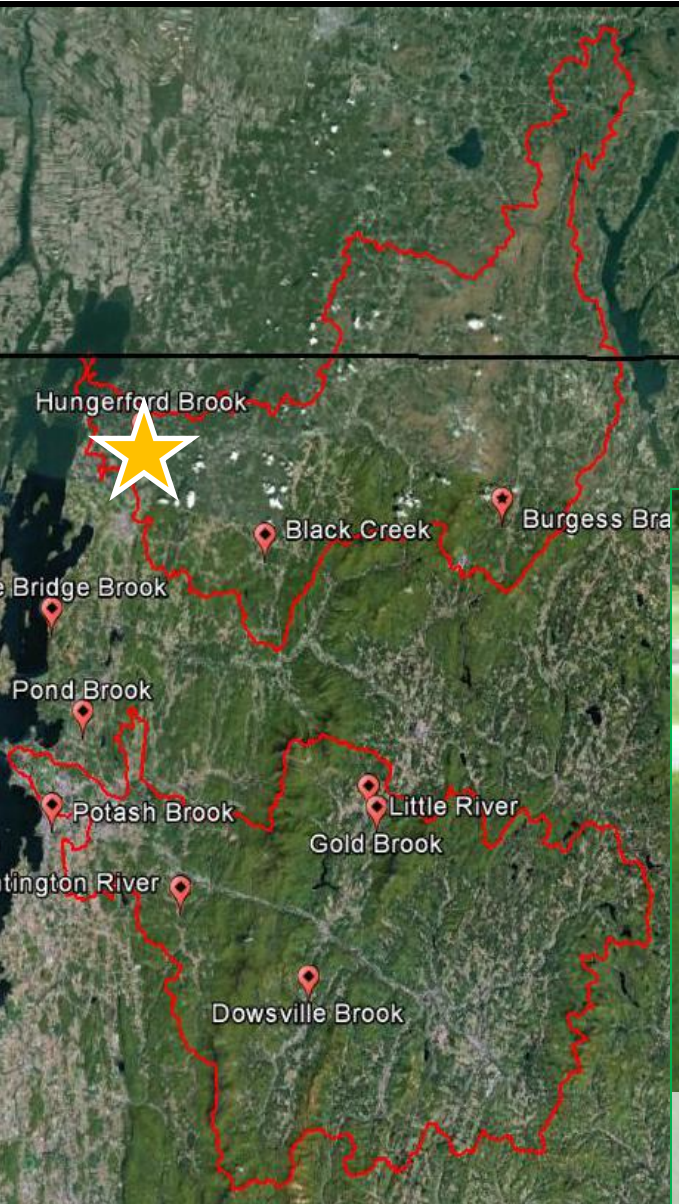 Hungerford Brook
Black Creek
Burgess Bra
e Bridge Brook
Pond Brook
Potash Brook
Little River
Gold Brook
tington River
Dowsville Brook